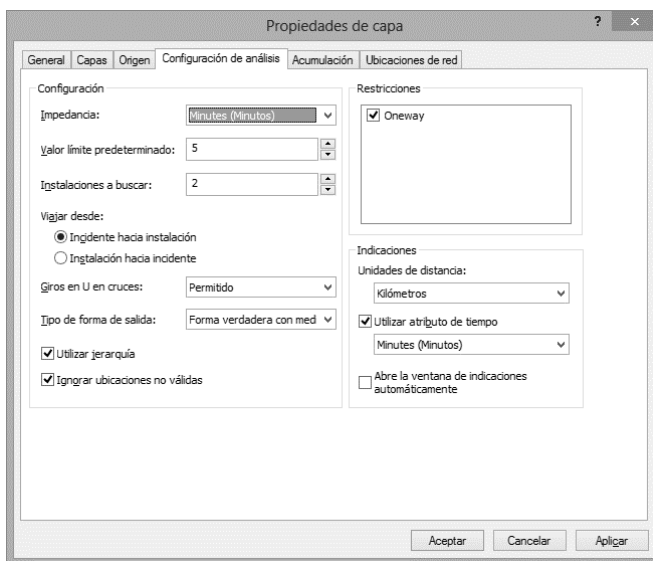 Propiedades de capa
General Capas Origen Configuración de análisis Acumulación Ubicaciones de red
Configuración
Impedancia: Minutes (Minutos)
Valor límite predeterminado: 5
Instalaciones a buscar: 2
Viajar desde:
Incidente hacia instalación
Instalación hacia incidente
Giros en U en cruces: Permitido
Tipo de forma de salida: Forma verdadera con med
Utilizar jerarquía
Ignorar ubicaciones no válidas
Restricciones
Oneway
Indicaciones
Unidades de distancia:
Kilómetros
Utilizar atributo de tiempo
Minutes (Minutos)
Abre la ventana de indicaciones
automáticamente
Aceptar Cancelar Aplicar